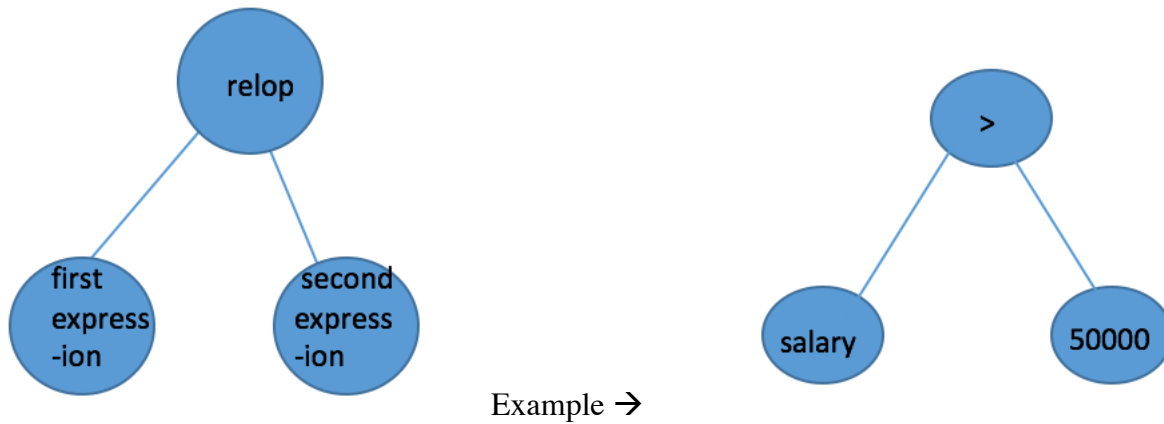 relop
>
first
express
-ion
second
express
-ion
salary
50000
Example →